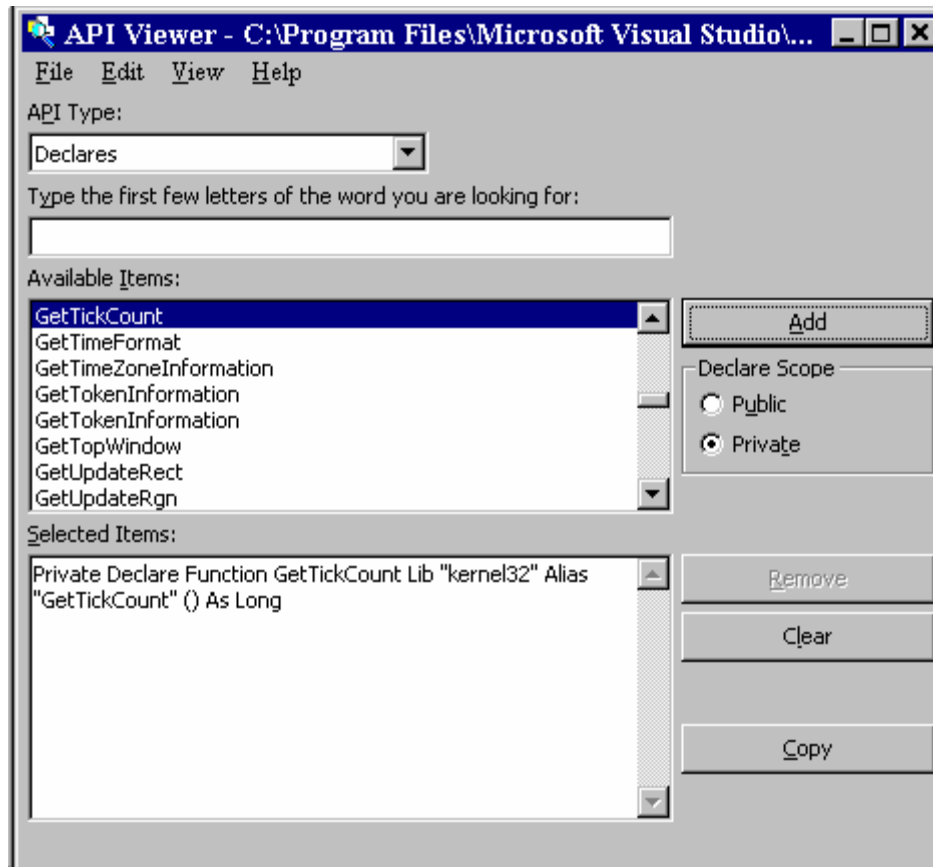 API Viewer - C:\Program Files\Microsoft Visual Studio\...
File Edit View Help
API Type:
Declares
Type the first few letters of the word you are looking for:
Available Items:
GetTickCount
GetTimeFormat
GetTimeZoneInformation
GetTokenInformation
GetTokenInformation
GetTopWindow
GetUpdateRect
GetUpdateRgn
Add
Declare Scope
Public
Private
Selected Items:
Private Declare Function GetTickCount Lib "kernel32" Alias
"GetTickCount" () As Long
Remove
Clear
Copy